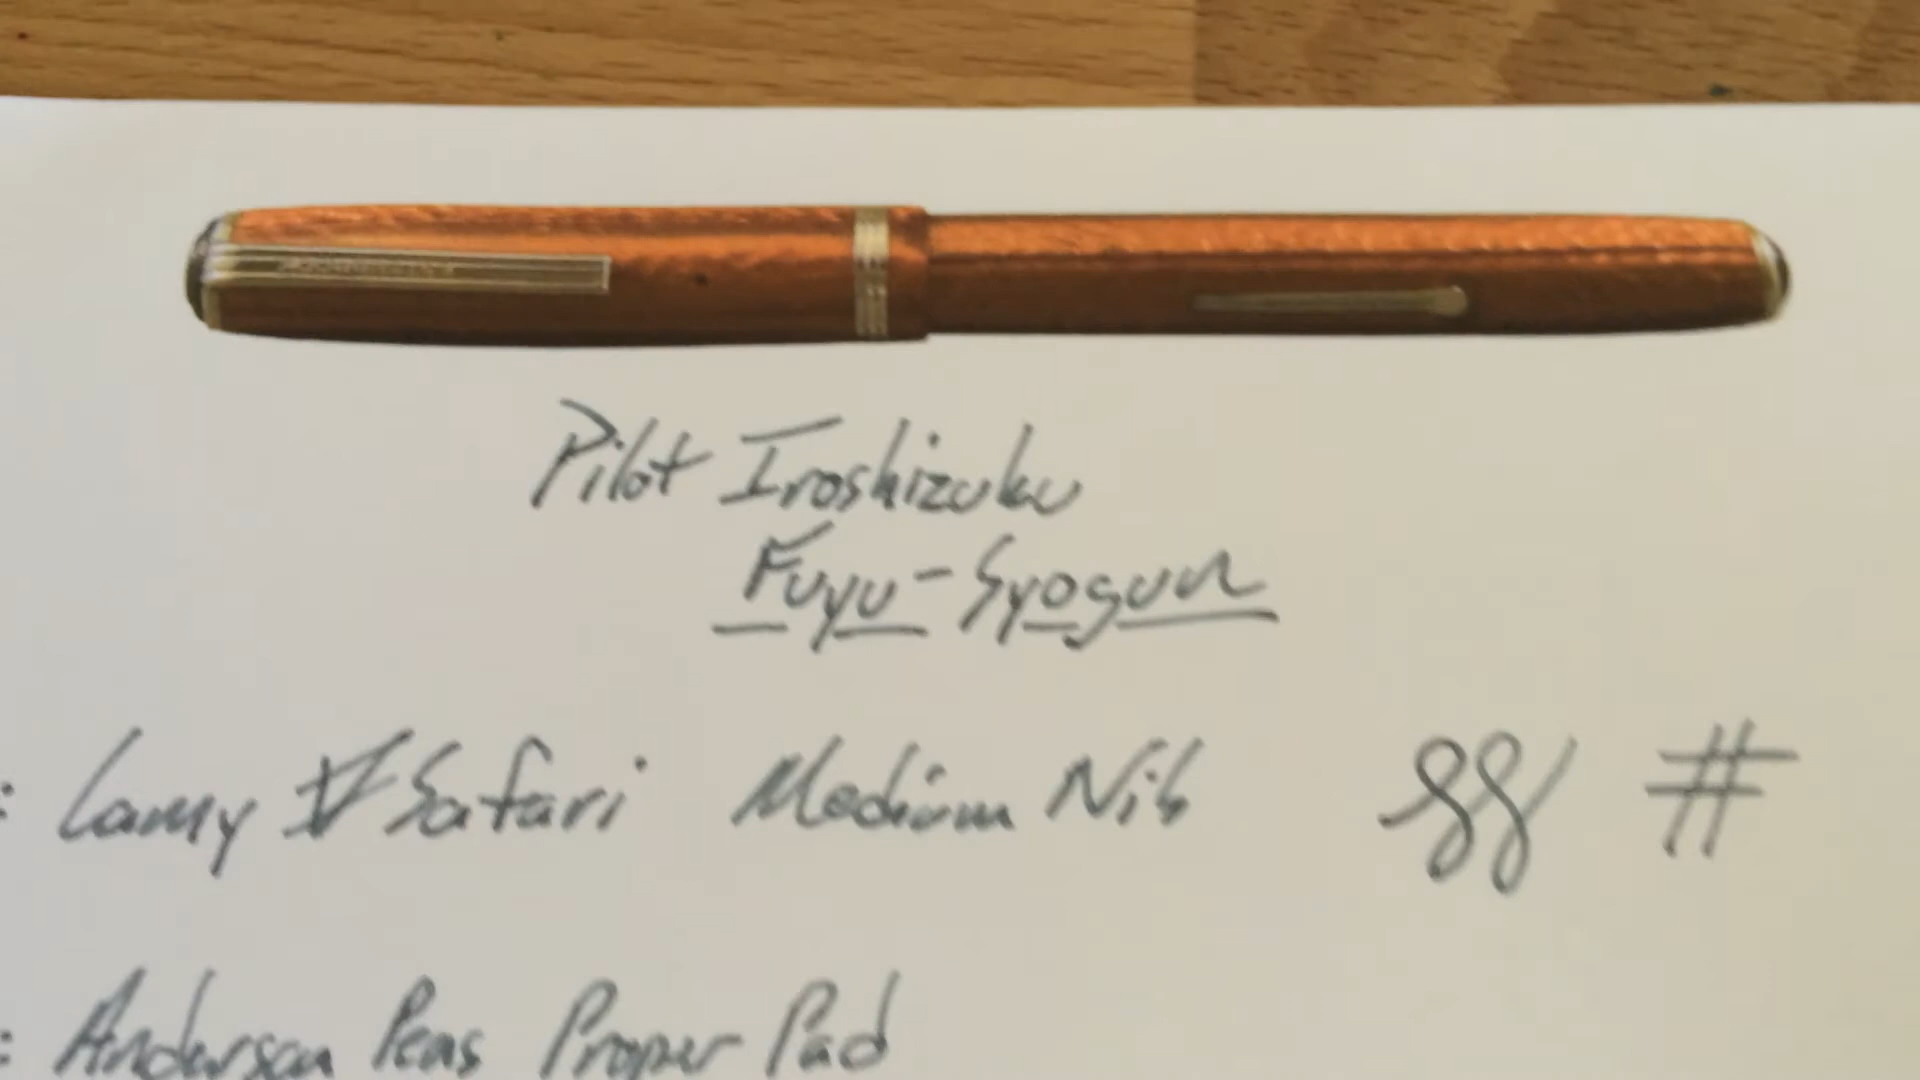 Pilot Iroshizuku
Fuyu-Syogun
: Lamy Safari Medium Nib #
: Anderson Pens Proper Pad